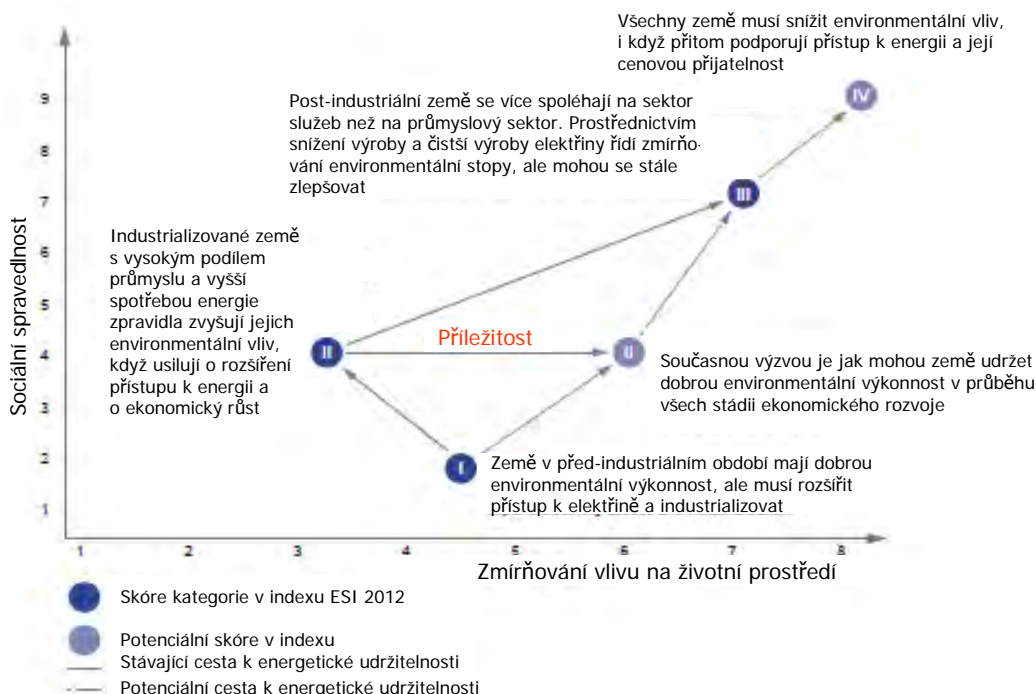 Všechny země musí snížit environmentální vliv,
i když přitom podporují přístup k energii a její
cenovou přijatelnost
IV
Post-industriální země se více spoléhají na sektor
služeb než na průmyslový sektor. Prostřednictvím
snížení výroby a čistší výroby elektřiny řídí zmírňo-
vání environmentální stopy, ale mohou se stále
zlepšovat
III
Industrializované země
s vysokým podílem
průmyslu a vyšší
spotřebou energie
zpravidla zvyšují jejich
environmentální vliv,
když usilují o rozšíření
přístupu k energii a
o ekonomický růst
II
Příležitost
II
Současnou výzvou je jak mohou země udržet
dobrou environmentální výkonnost v průběhu
všech stádii ekonomického rozvoje
I
Země v před-industriálním období mají dobrou
environmentální výkonnost, ale musí rozšířit
přístup k elektřině a industrializovat
Sociální spravedlnost
9
8
7
6
5
4
3
2
1
1 2 3 4 5 6 7 8
Zmírňování vlivu na životní prostředí
Skóre kategorie v indexu ESI 2012
Potenciální skóre v indexu
Stávající cesta k energetické udržitelnosti
Potenciální cesta k energetické udržitelnosti